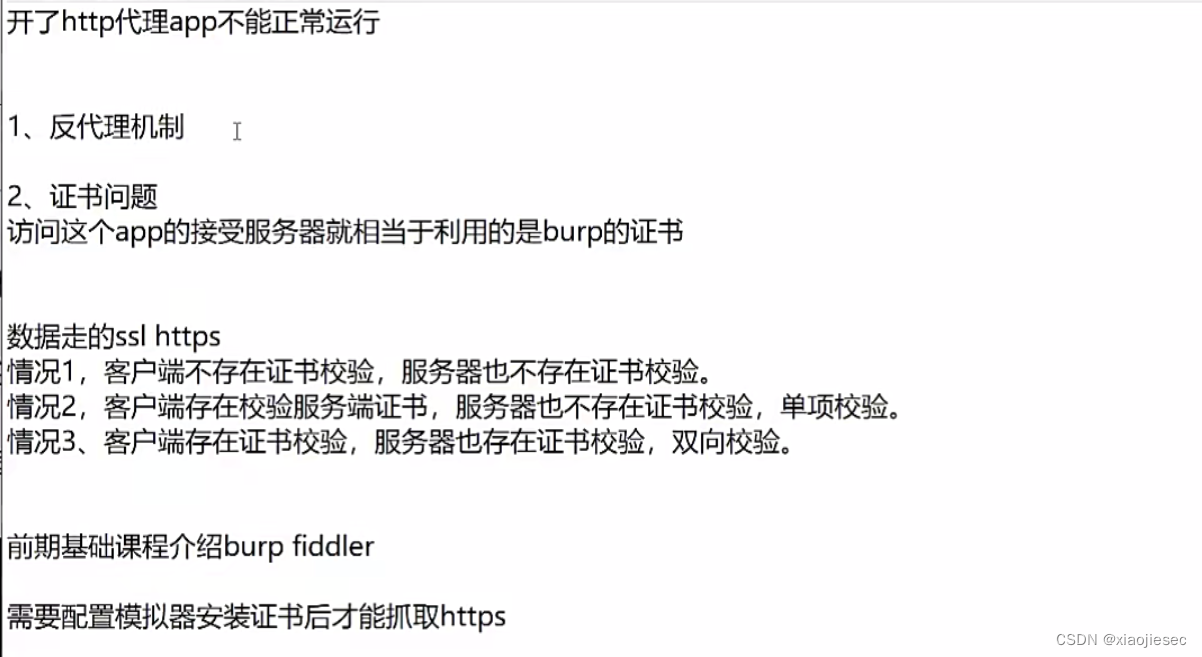 开了http代理app不能正常运行
1、反代理机制
2、证书问题
访问这个app的接受服务器就相当于利用的是burp的证书
数据走的ssl https
情况1，客户端不存在证书校验，服务器也不存在证书校验。
情况2，客户端存在校验服务端证书，服务器也不存在证书校验，单项校验。
情况3、客户端存在证书校验，服务器也存在证书校验，双向校验。
前期基础课程介绍burp fiddler
需要配置模拟器安装证书后才能抓取https
CSDN @xiaojiesec